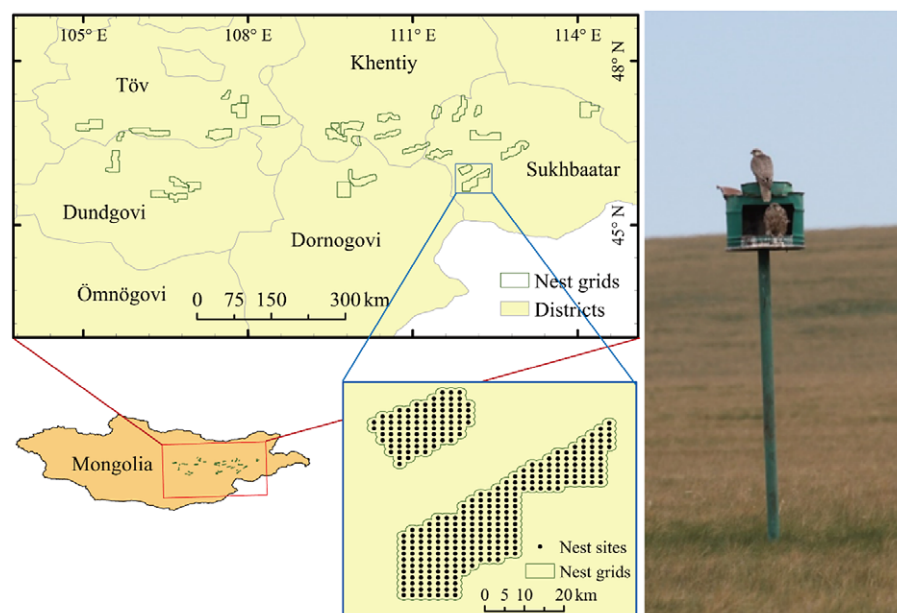 105° E
108° E
111° E
114° E
48° N
Khentiy
Töv
Sukhbaatar
Dundgovi
Dornogovi
45° N
Ömnögovi
Nest grids
0 75 150 300 km
Districts
Mongolia
Nest sites
Nest grids
0 5 10 20 km